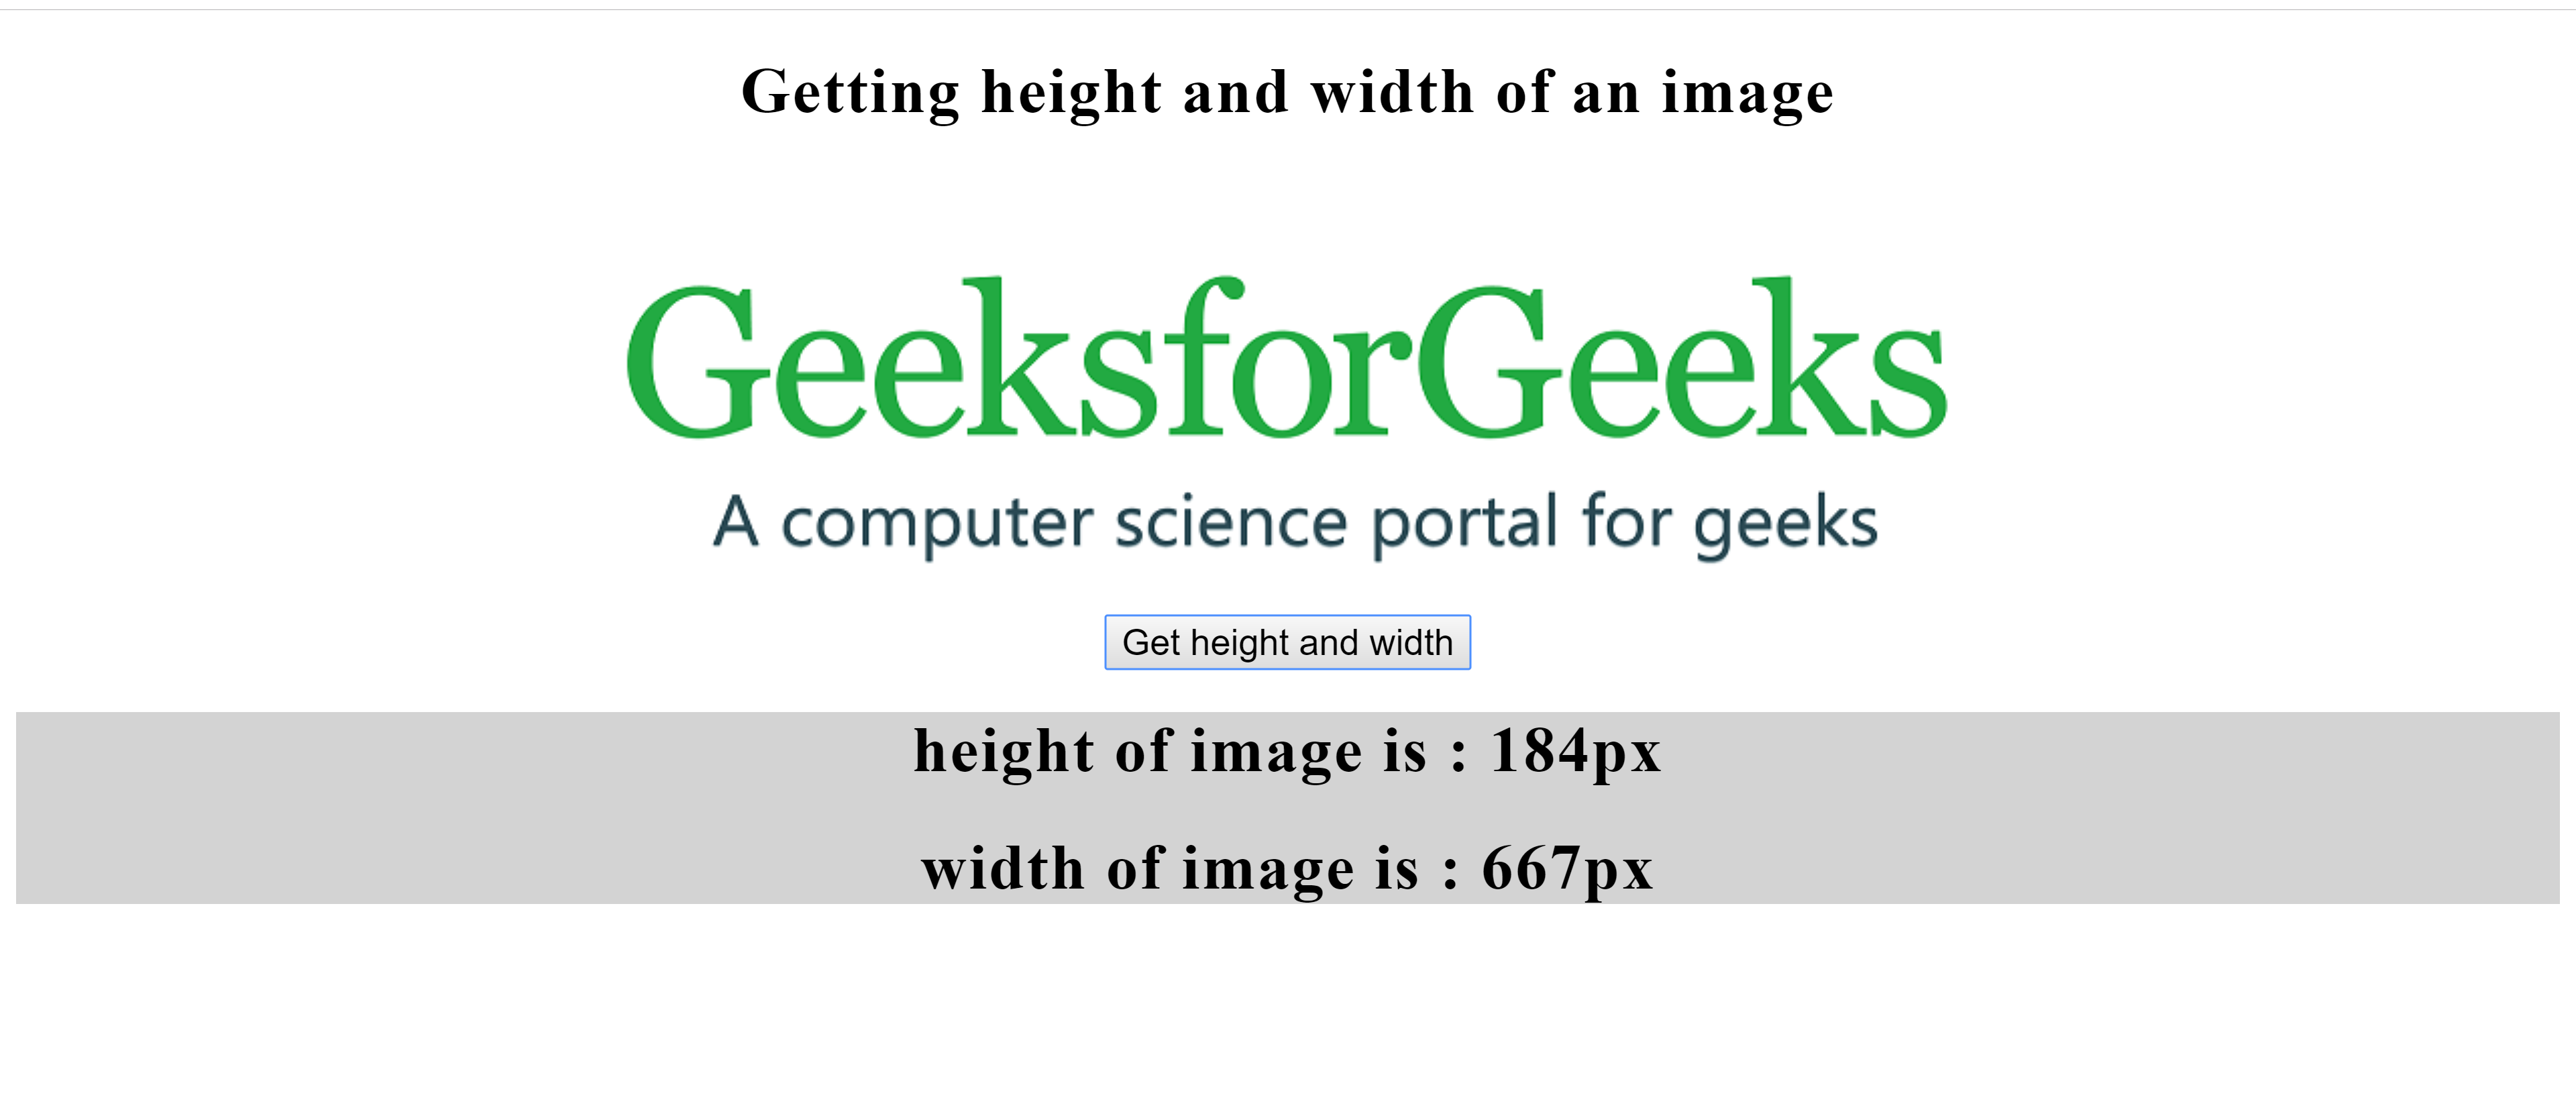 Getting height and width of an image
GeeksforGeeks
A computer science portal for geeks
Get height and width
height of image is : 184px
width of image is : 667px